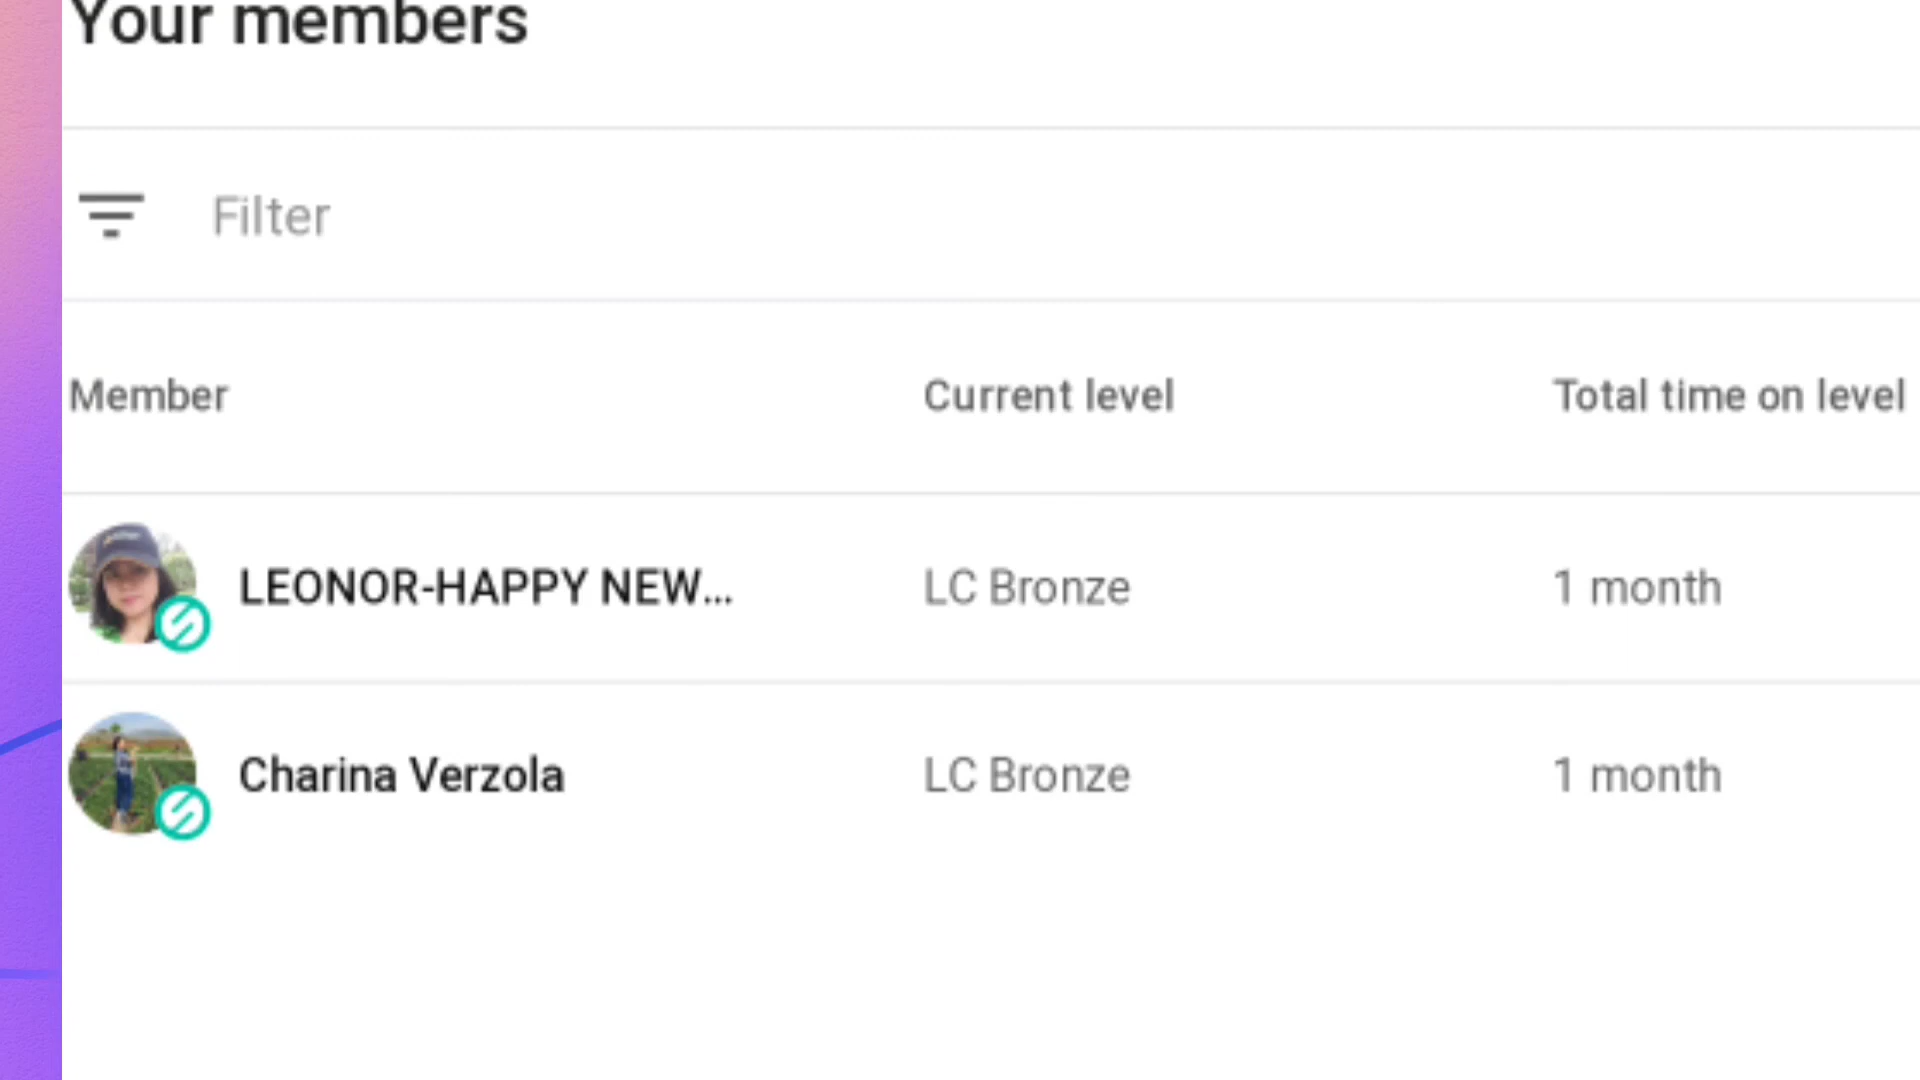 Your members
Filter
Member Current level Total time on level
LEONOR-HAPPY NEW... LC Bronze 1 month
Charina Verzola LC Bronze 1 month